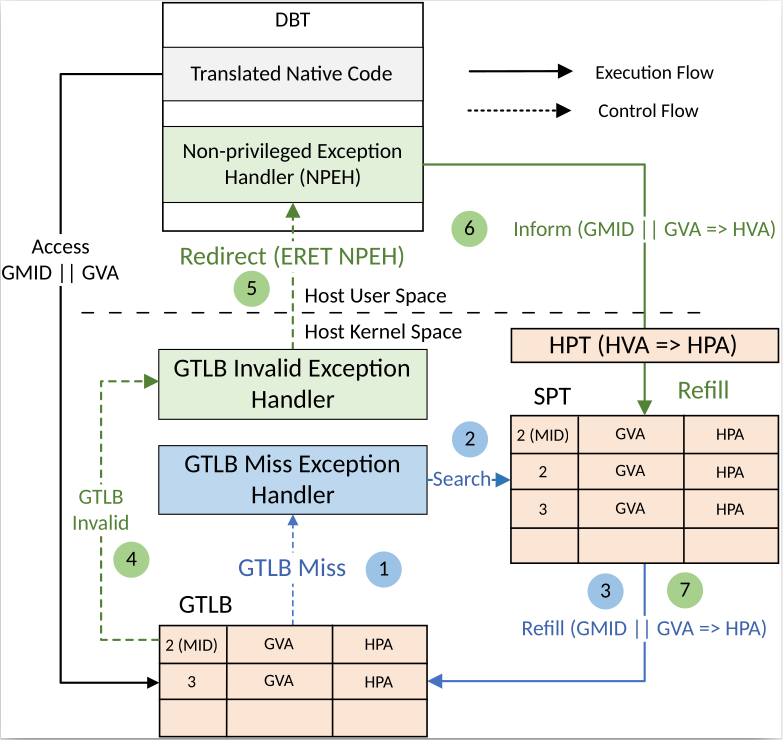 DBT
Translated Native Code
Execution Flow
Control Flow
Non-privileged Exception
Handler (NPEH)
6
Inform (GMID || GVA => HVA)
Access
GMID || GVA
Redirect (ERET NPEH)
5
Host User Space
Host Kernel Space
HPT (HVA => HPA)
GTLB Invalid Exception
Handler
Refill
SPT
2 (MID) GVA HPA
2 GVA HPA
3 GVA HPA
2
Search
GTLB Miss Exception
Handler
GTLB
Invalid
4
GTLB Miss
1
3
7
Refill (GMID || GVA => HPA)
GTLB
2 (MID) GVA HPA
3 GVA HPA